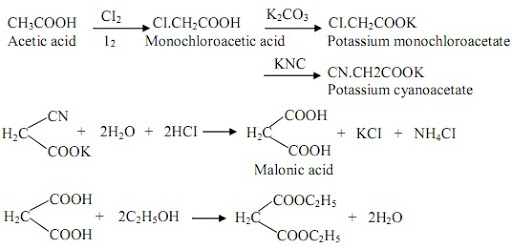 CH₃COOH Cl₂ I₂ Cl.CH₂COOH K₂CO₃ Cl.CH₂COOK
Acetic acid Monochloroacetic acid Potassium monochloroacetate
KNC CN.CH2COOK
Potassium cyanoacetate
CN
H₂C + 2H₂O + 2HCl H₂C + KCl + NH₄Cl
COOK
COOH
COOH
Malonic acid
COOH
H₂C + 2C₂H₅OH H₂C + 2H₂O
COOH
COOC₂H₅
COOC₂H₅